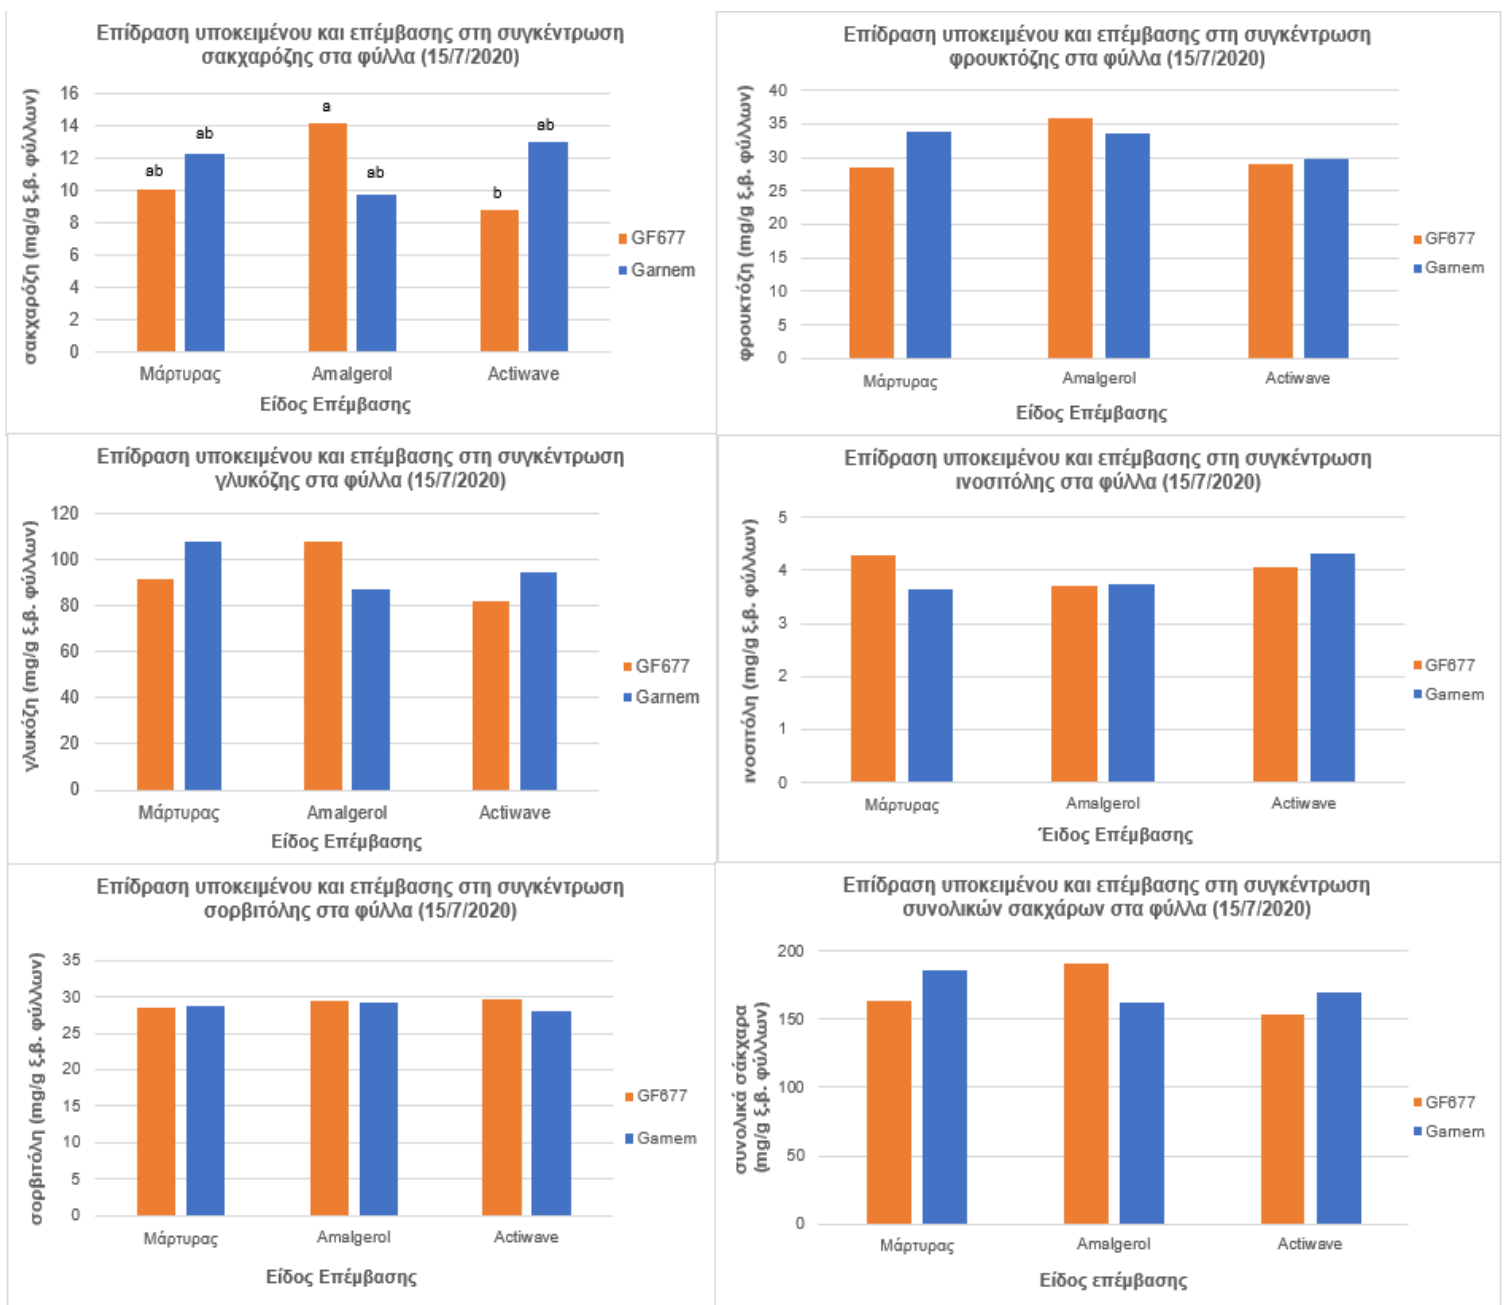 Επίδραση υποκειμένου και επέμβασης στη συγκέντρωση
σακχαρόζης στα φύλλα (15/7/2020)
σακχαρόζη (mg/g ξ.β. φύλλων)
16
14
12
10
8
6
4
2
0
ab
ab
a
ab
b
ab
Μάρτυρας
Amalgerol
Actiwave
Είδος Επέμβασης
GF677
Garnem
Επίδραση υποκειμένου και επέμβασης στη συγκέντρωση
φρουκτόζης στα φύλλα (15/7/2020)
φρουκτόζη (mg/g ξ.β. φύλλων)
40
35
30
25
20
15
10
5
0
Μάρτυρας
Amalgerol
Actiwave
Είδος Επέμβασης
GF677
Garnem
Επίδραση υποκειμένου και επέμβασης στη συγκέντρωση
γλυκόζης στα φύλλα (15/7/2020)
γλυκόζη (mg/g ξ.β. φύλλων)
120
100
80
60
40
20
0
Μάρτυρας
Amalgerol
Actiwave
Είδος Επέμβασης
GF677
Garnem
Επίδραση υποκειμένου και επέμβασης στη συγκέντρωση
ινοσιτόλης στα φύλλα (15/7/2020)
ινοσιτόλη (mg/g ξ.β. φύλλων)
5
4
3
2
1
0
Μάρτυρας
Amalgerol
Actiwave
Έιδος Επέμβασης
GF677
Garnem
Επίδραση υποκειμένου και επέμβασης στη συγκέντρωση
σορβιτόλης στα φύλλα (15/7/2020)
σορβιτόλη (mg/g ξ.β. φύλλων)
35
30
25
20
15
10
5
0
Μάρτυρας
Amalgerol
Actiwave
Είδος Επέμβασης
GF677
Garnem
Επίδραση υποκειμένου και επέμβασης στη συγκέντρωση
συνολικών σακχάρων στα φύλλα (15/7/2020)
συνολικά σάκχαρα
(mg/g ξ.β. φύλλων)
200
150
100
50
0
Μάρτυρας
Amalgerol
Actiwave
Είδος επέμβασης
GF677
Garnem